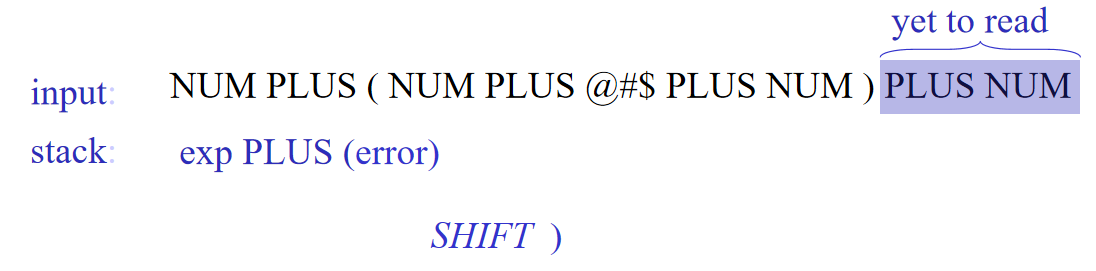 yet to read
input: NUM PLUS ( NUM PLUS @#$ PLUS NUM ) PLUS NUM
stack: exp PLUS (error)
SHIFT )